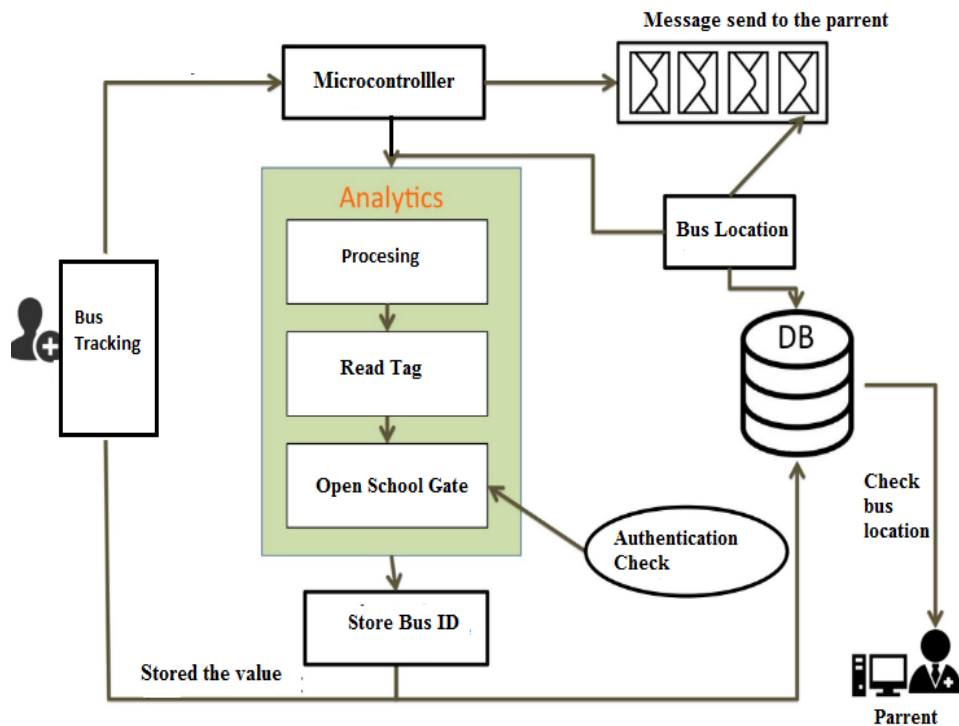 Message send to the parrent
Microcontrolller
Analytics
Bus Location
Procesing
Bus
Tracking
DB
Read Tag
Open School Gate
Check
bus
location
Authentication
Check
Store Bus ID
Stored the value
Parrent